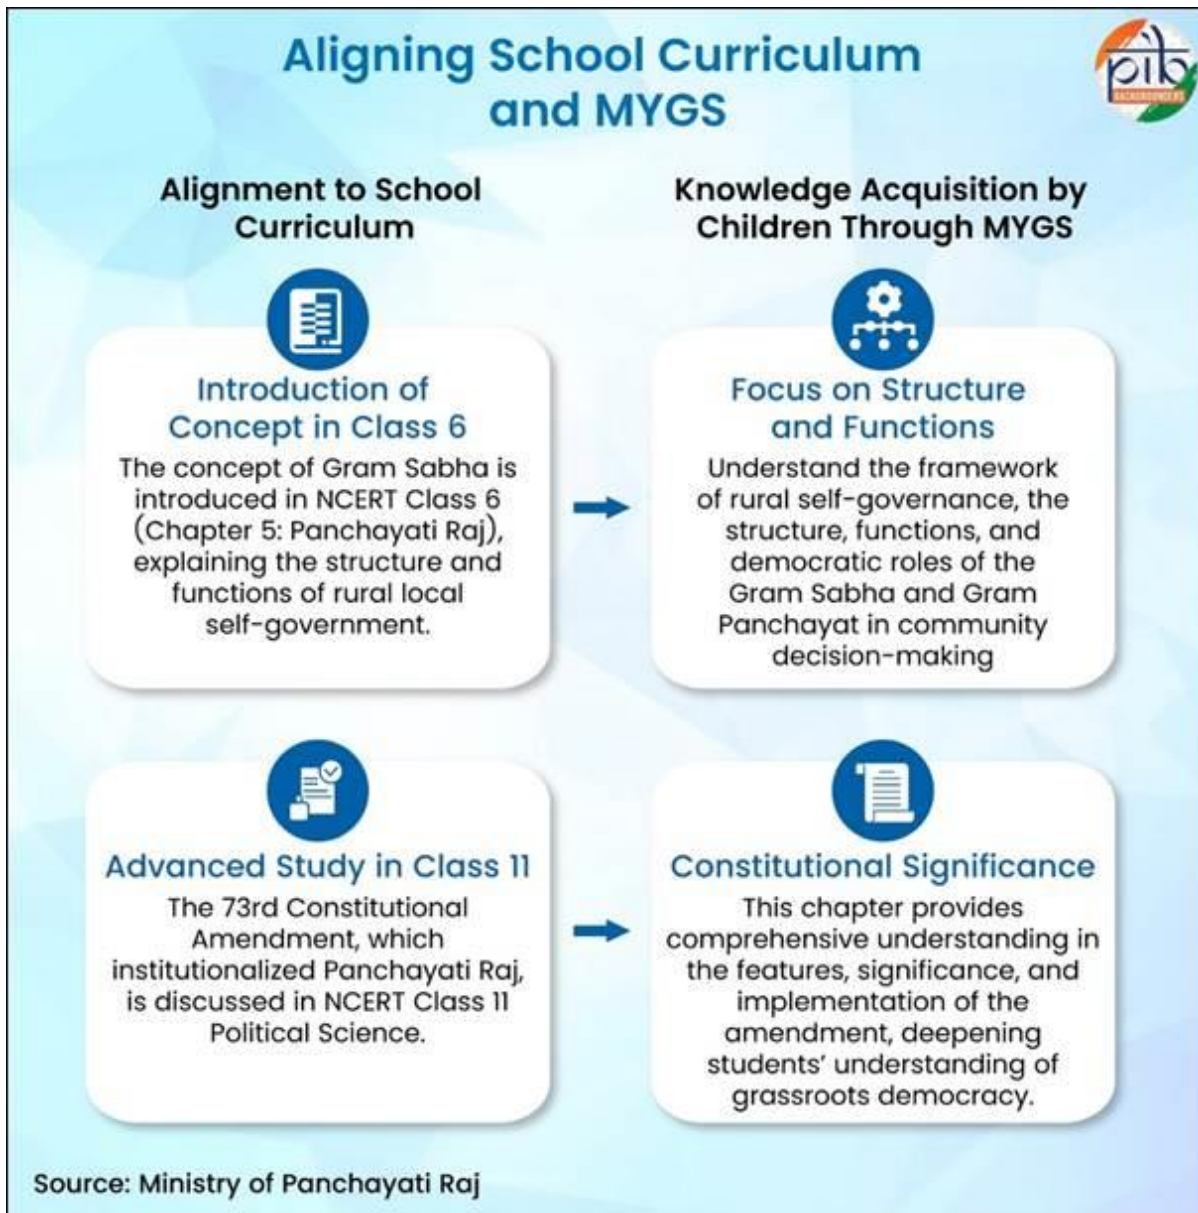 Aligning School Curriculum
and MYGS
pib
BACKGROUNDERS
Alignment to School
Curriculum
Introduction of
Concept in Class 6
The concept of Gram Sabha is
introduced in NCERT Class 6
(Chapter 5: Panchayati Raj),
explaining the structure and
functions of rural local
self-government.
Knowledge Acquisition by
Children Through MYGS
Focus on Structure
and Functions
Understand the framework
of rural self-governance, the
structure, functions, and
democratic roles of the
Gram Sabha and Gram
Panchayat in community
decision-making
Advanced Study in Class 11
The 73rd Constitutional
Amendment, which
institutionalized Panchayati Raj,
is discussed in NCERT Class 11
Political Science.
Constitutional Significance
This chapter provides
comprehensive understanding in
the features, significance, and
implementation of the
amendment, deepening
students’ understanding of
grassroots democracy.
Source: Ministry of Panchayati Raj